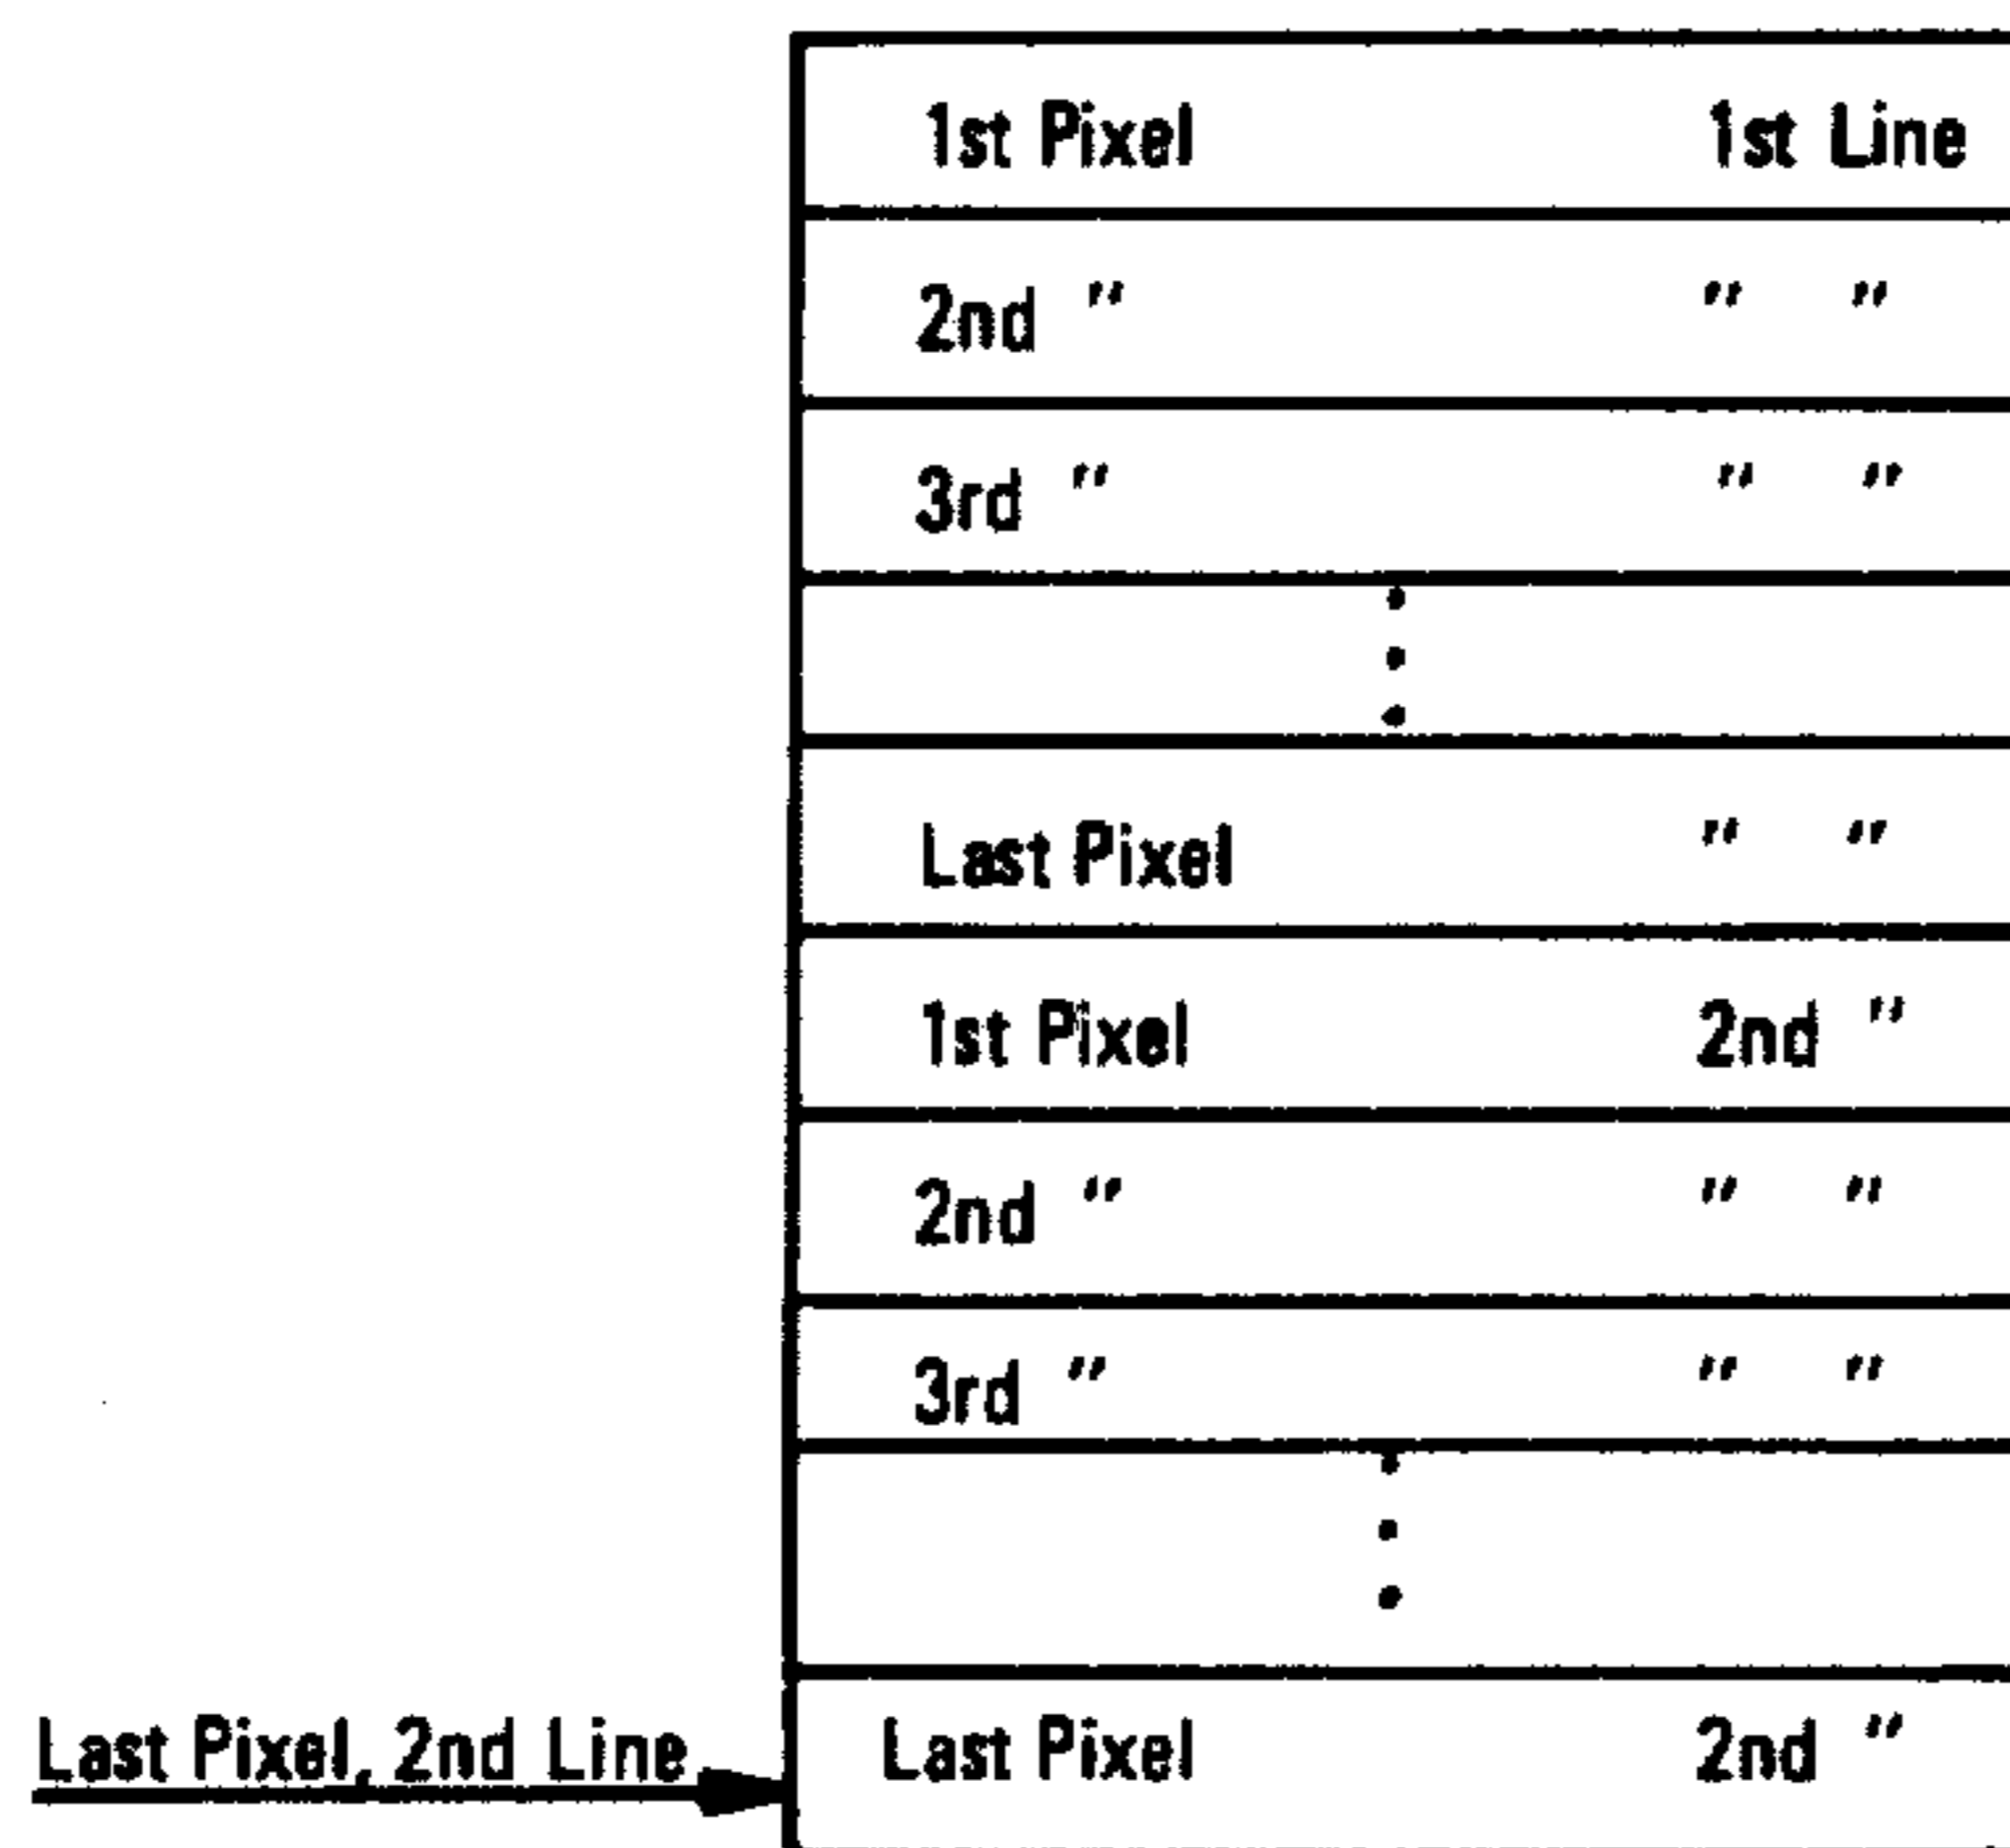 1st Pixel 1st Line
2nd " " "
3rd " " "
Last Pixel " "
1st Pixel 2nd "
2nd " " "
3rd " " "
Last Pixel, 2nd Line Last Pixel 2nd "